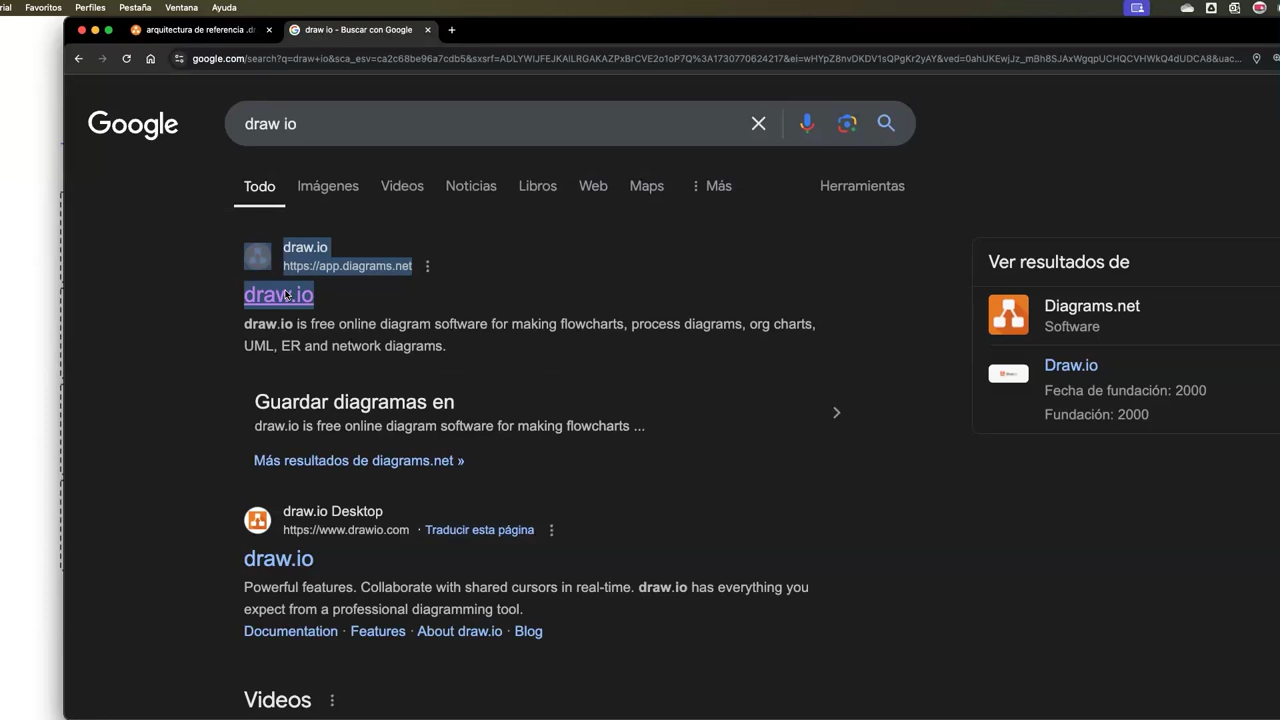 Favoritos Perfiles Pestaña Ventana Ayuda
arquitectura de referencia .dr
draw io - Buscar con Google
google.com/search?q=draw+io&sca_esv=ca2c68be96a7cdb5&sxsrf=ADLYWIJFEJKAILRGAKAZPxBrCVE2o1oP7Q%3A1730770624217&ei=wHYpZ8nvDKDV1sQPgKr2yAY&ved=0ahUKEwjJz_mBh8SJAxWgqpUCHQCVHWkQ4dUDCA8&uac...
Google
draw io
Todo
Imágenes
Videos
Noticias
Libros
Web
Maps
Más
Herramientas
draw.io
https://app.diagrams.net
draw.io
draw.io is free online diagram software for making flowcharts, process diagrams, org charts,
UML, ER and network diagrams.
Guardar diagramas en
draw.io is free online diagram software for making flowcharts ...
Más resultados de diagrams.net »
draw.io Desktop
https://www.drawio.com · Traducir esta página
draw.io
Powerful features. Collaborate with shared cursors in real-time. draw.io has everything you
expect from a professional diagramming tool.
Documentation · Features · About draw.io · Blog
Videos
Ver resultados de
Diagrams.net
Software
Draw.io
Fecha de fundación: 2000
Fundación: 2000